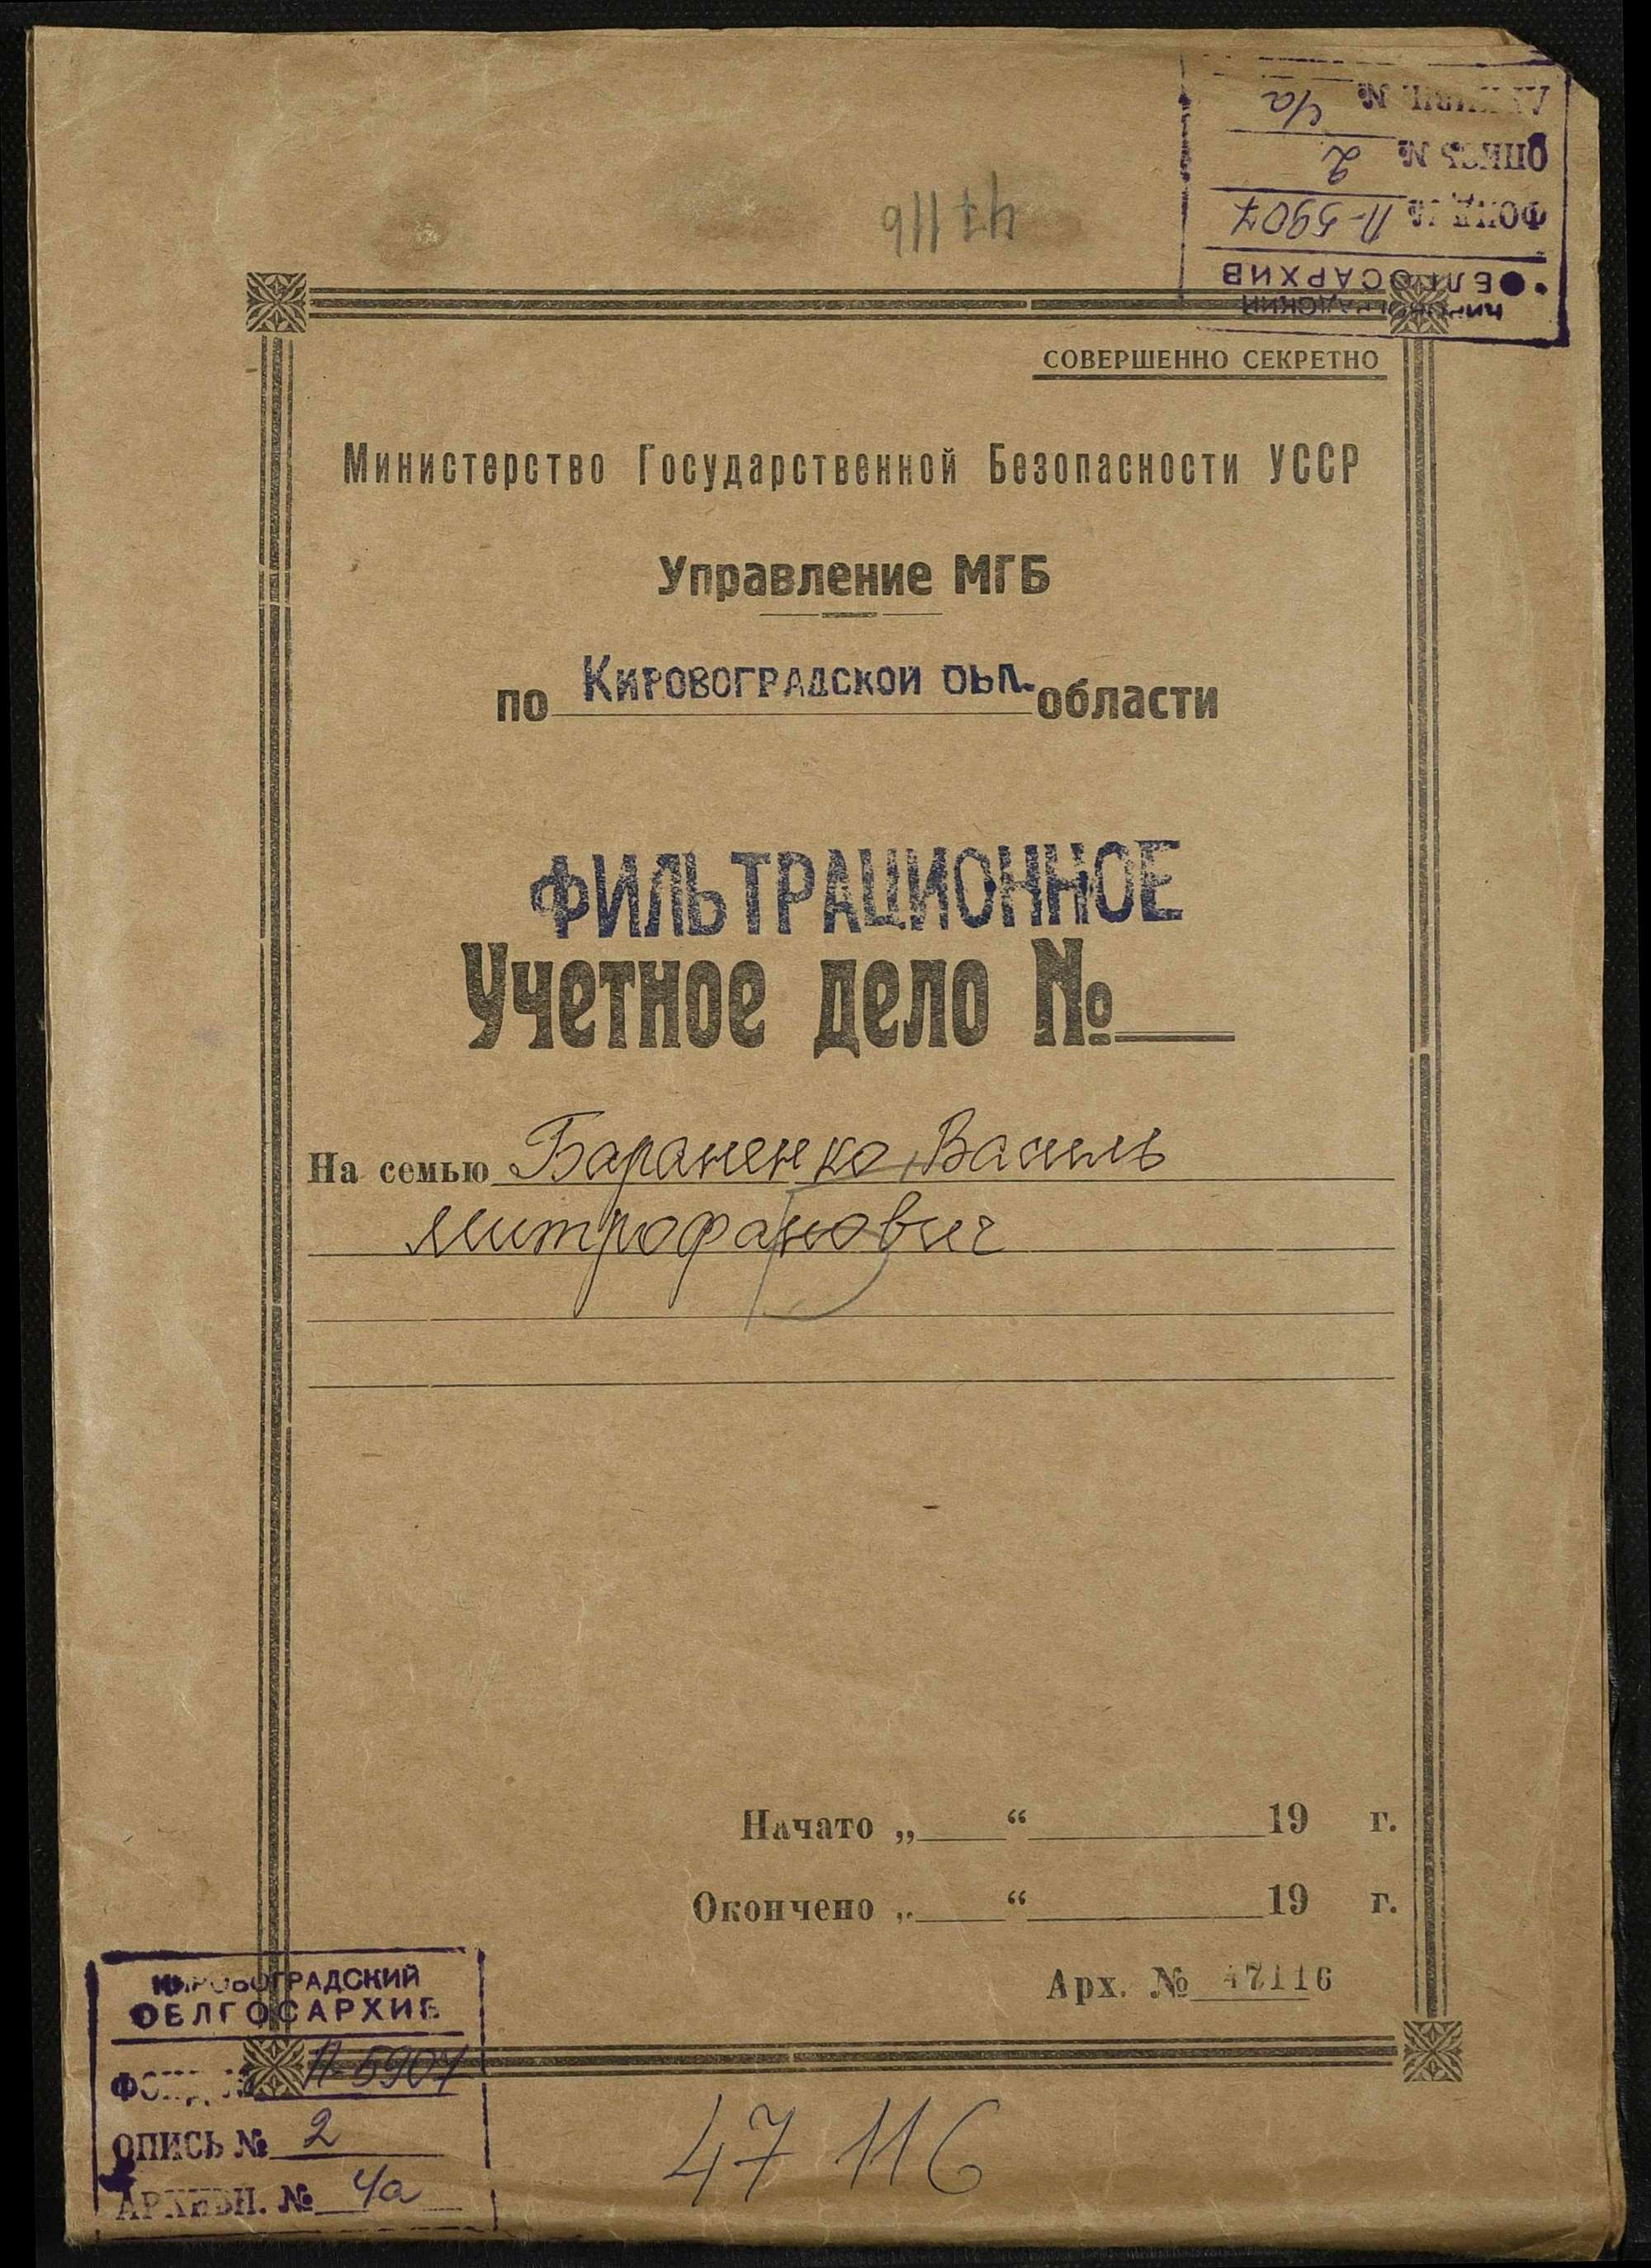 АРХИВН. № 4а
ОПИСЬ № 2
ФОНД № П-5907
ОБЛГОСАРХИВ
КИРОВОГРАДСКИЙ
47116
СОВЕРШЕННО СЕКРЕТНО
Министерство Государственной Безопасности УССР
Управление МГБ
по Кировоградской обл. области
ФИЛЬТРАЦИОННОЕ
Учетное дело №
На семью Бараненко, Василь
Митрофанович
Начато „ “ 19 г.
Окончено „ “ 19 г.
Арх. № 47116
КИРОВОГРАДСКИЙ
ОБЛГОСАРХИВ
ФОНД № П-5907
ОПИСЬ № 2
АРХИВН. № 4а
47116